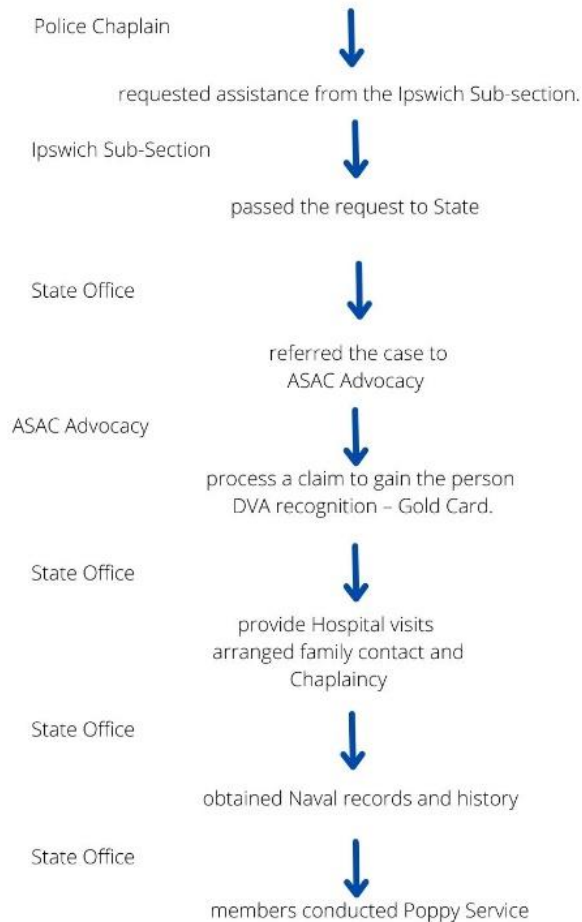 Police Chaplain
requested assistance from the Ipswich Sub-section.
Ipswich Sub-Section
passed the request to State
State Office
referred the case to
ASAC Advocacy
ASAC Advocacy
process a claim to gain the person
DVA recognition – Gold Card.
State Office
provide Hospital visits
arranged family contact and
Chaplaincy
State Office
obtained Naval records and history
State Office
members conducted Poppy Service